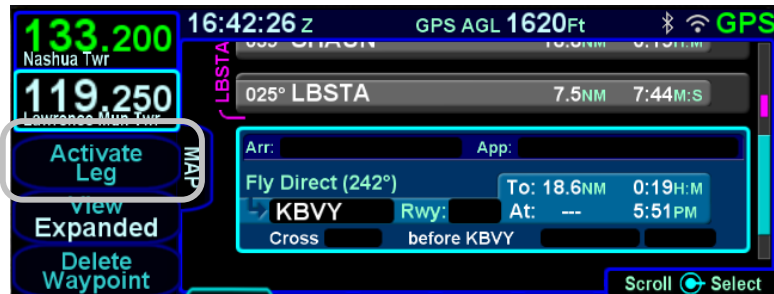 133.200
Nashua Twr
119.250
Lawrence Mun Twr
Activate
Leg
View
Expanded
Delete
Waypoint
MAP
16:42:26 Z GPS AGL 1620Ft GPS
LBSTA
025° LBSTA 7.5NM 7:44M:S
Arr: App:
Fly Direct (242°) To: 18.6NM 0:19H:M
KBVY Rwy: At: --- 5:51PM
Cross before KBVY
Scroll Select